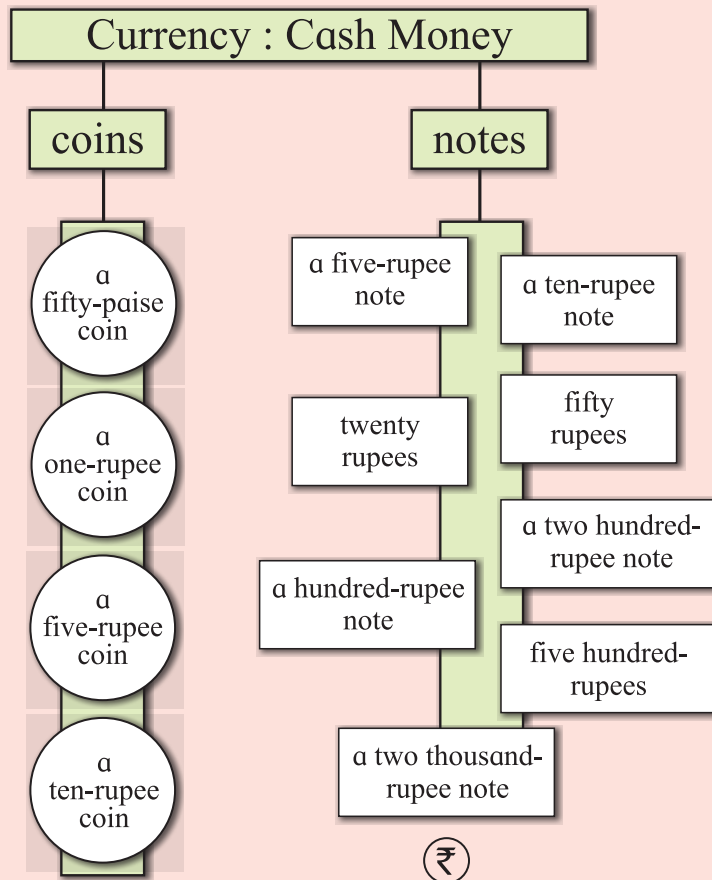 Currency : Cash Money
coins
notes
a
fifty-paise
coin
a
one-rupee
coin
a
five-rupee
coin
a
ten-rupee
coin
a five-rupee
note
a ten-rupee
note
twenty
rupees
fifty
rupees
a hundred-rupee
note
a two hundred-
rupee note
five hundred-
rupees
a two thousand-
rupee note
₹